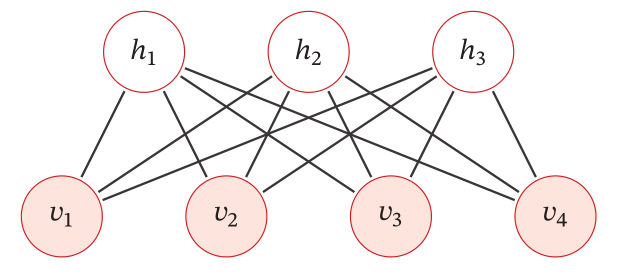 h₁ h₂ h₃
v₁ v₂ v₃ v₄